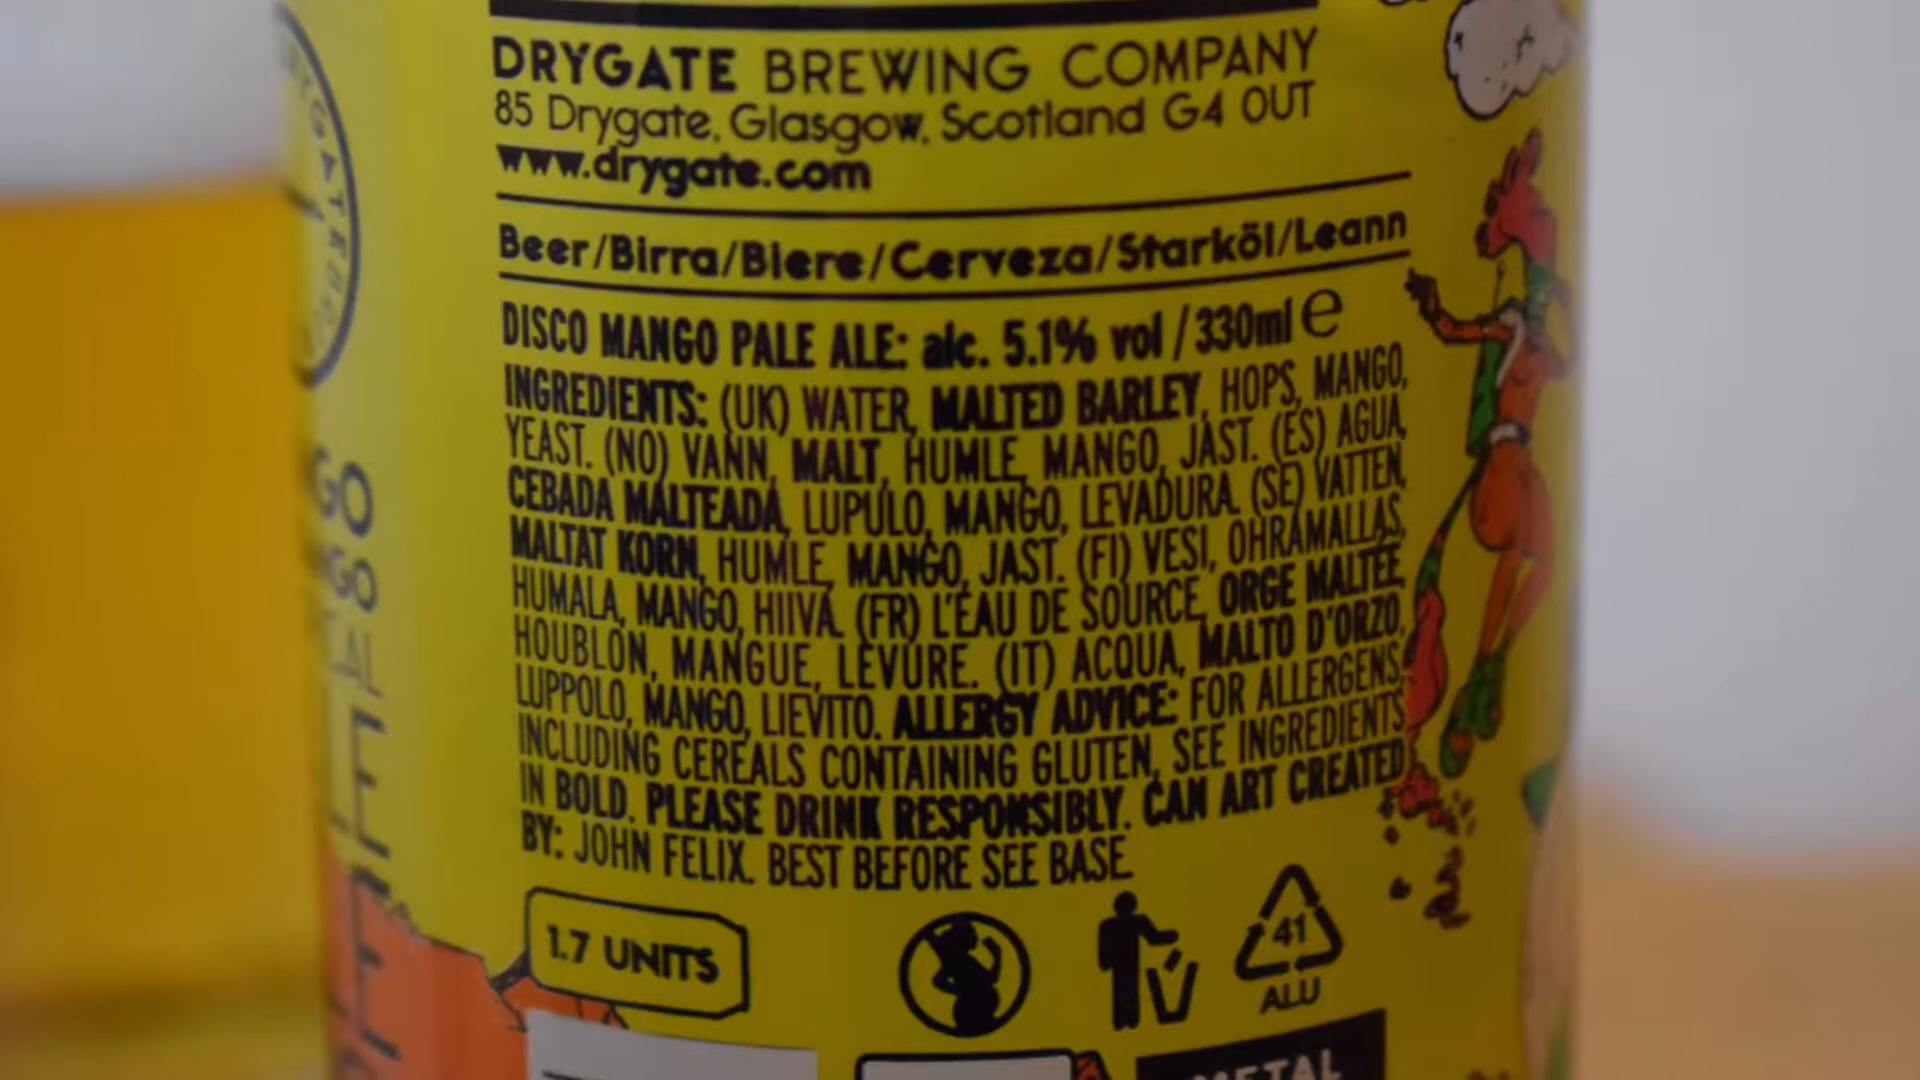 DRYGATE BREWING COMPANY
85 Drygate, Glasgow, Scotland G4 0UT
www.drygate.com
Beer/Birra/Biere/Cerveza/Starköl/Leann
DISCO MANGO PALE ALE: alc. 5.1% vol / 330ml e
INGREDIENTS: (UK) WATER, MALTED BARLEY, HOPS, MANGO,
YEAST. (NO) VANN, MALT, HUMLE, MANGO, JAST. (ES) AGUA,
CEBADA MALTEADA, LUPULO, MANGO, LEVADURA. (SE) VATTEN,
MALTAT KORN, HUMLE, MANGO, JAST. (FI) VESI, OHRAMALLAS,
HUMALA, MANGO, HIIVA. (FR) L'EAU DE SOURCE, ORGE MALTÉE,
HOUBLON, MANGUE, LEVURE. (IT) ACQUA, MALTO D'ORZO,
LUPPOLO, MANGO, LIEVITO. ALLERGY ADVICE: FOR ALLERGENS,
INCLUDING CEREALS CONTAINING GLUTEN, SEE INGREDIENTS
IN BOLD. PLEASE DRINK RESPONSIBLY. CAN ART CREATED
BY: JOHN FELIX. BEST BEFORE SEE BASE.
1.7 UNITS
41
ALU
METAL